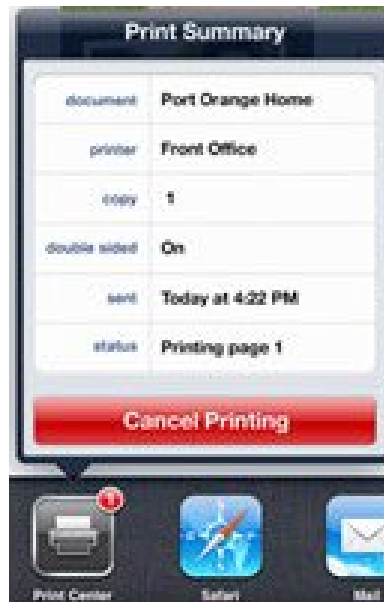 Print Summary
document Port Orange Home
printer Front Office
copy 1
double sided On
sent Today at 4:22 PM
status Printing page 1
Cancel Printing
1
Print Center Safari Mail